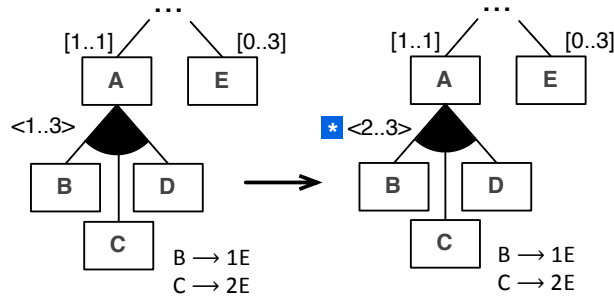 ... ...
[1..1] [0..3] [1..1] [0..3]
A E A E
<1..3> * <2..3>
B D B D
C C
B → 1E B → 1E
C → 2E C → 2E